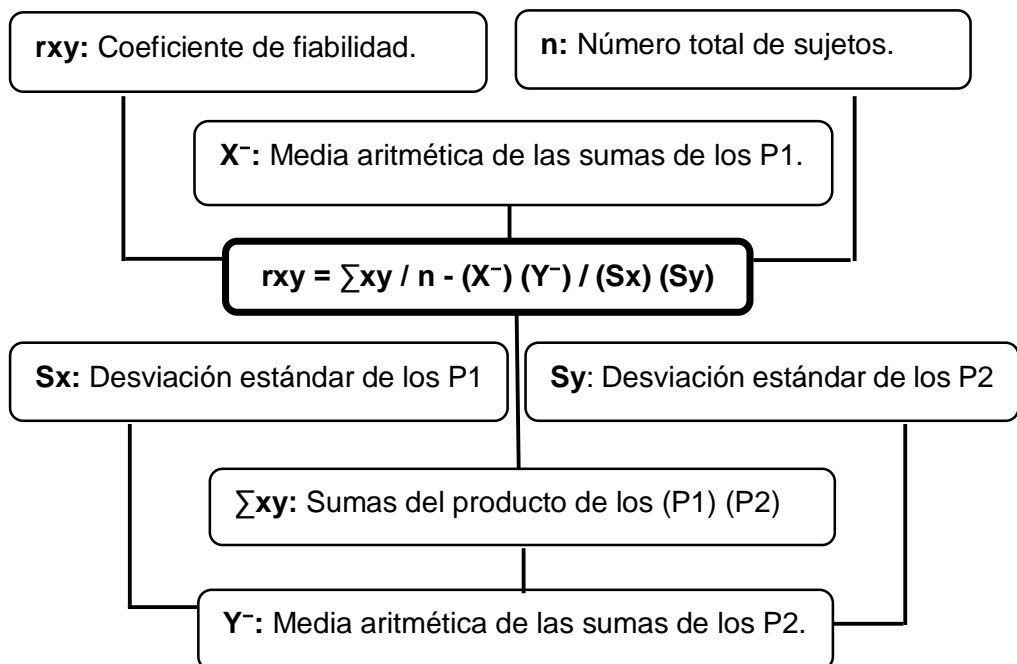 rxy: Coeficiente de fiabilidad.
n: Número total de sujetos.
X⁻: Media aritmética de las sumas de los P1.
rxy = ∑xy / n - (X⁻) (Y⁻) / (Sx) (Sy)
Sx: Desviación estándar de los P1
Sy: Desviación estándar de los P2
∑xy: Sumas del producto de los (P1) (P2)
Y⁻: Media aritmética de las sumas de los P2.